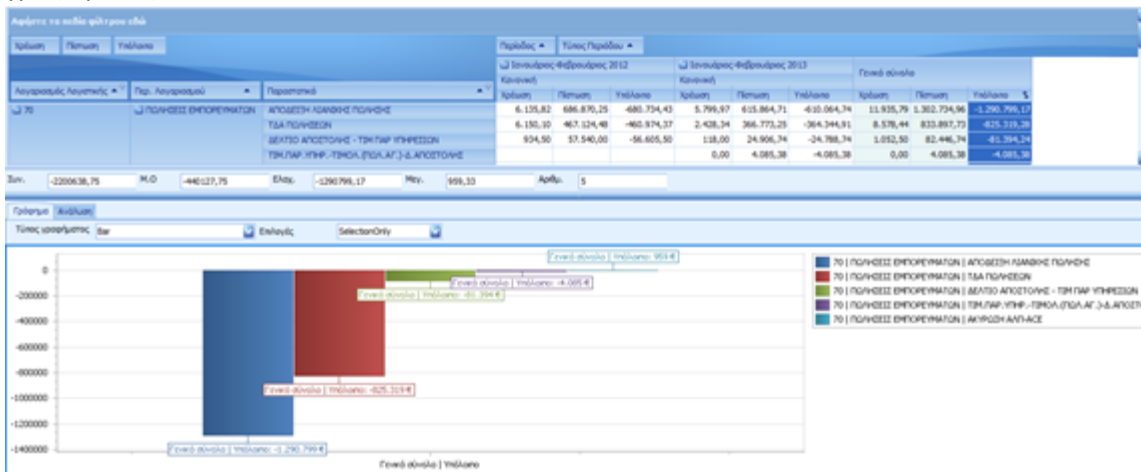 Αφήστε τα πεδία φίλτρου εδώ
Χρέωση Πίστωση Υπόλοιπο Περίοδος Τύπος Περιόδου
Ιανουάριος-Φεβρουάριος 2012 Ιανουάριος-Φεβρουάριος 2013 Γενικό σύνολο
Κανονική Κανονική
Λογαριασμός Λογιστικής Περ. Λογαριασμού Παραστατικό Χρέωση Πίστωση Υπόλοιπο Χρέωση Πίστωση Υπόλοιπο Χρέωση Πίστωση Υπόλοιπο
70 ΠΩΛΗΣΕΙΣ ΕΜΠΟΡΕΥΜΑΤΩΝ ΑΠΟΔΕΙΞΗ ΛΙΑΝΙΚΗΣ ΠΩΛΗΣΗΣ 6.135,82 686.870,25 -680.734,43 5.799,97 615.864,71 -610.064,74 11.935,79 1.302.734,96 -1.290.799,17
ΤΔΑ ΠΩΛΗΣΕΩΝ 6.150,10 467.124,48 -460.974,37 2.428,34 366.773,25 -364.344,91 8.578,44 833.897,73 -825.319,28
ΔΕΛΤΙΟ ΑΠΟΣΤΟΛΗΣ - ΤΙΜ ΠΑΡ ΥΠΗΡΕΣΙΩΝ 934,50 57.540,00 -56.605,50 118,00 24.906,74 -24.788,74 1.052,50 82.446,74 -81.394,24
ΤΙΜ.ΠΑΡ.ΥΠΗΡ.-ΤΙΜΟΛ.(ΠΩΛ.ΑΓ.)-Δ.ΑΠΟΣΤΟΛΗΣ 0,00 4.085,38 -4.085,38 0,00 4.085,38 -4.085,38
Συν. -2200638,75 Μ.Ο -440127,75 Ελαχ. -1290799,17 Μεγ. 959,33 Αριθμ. 5
Γράφημα Ανάλυση
Τύπος γραφήματος Bar Επιλογές SelectionOnly
Γενικό σύνολο | Υπόλοιπο: 959 €
Γενικό σύνολο | Υπόλοιπο: -4.085 €
Γενικό σύνολο | Υπόλοιπο: -81.394 €
Γενικό σύνολο | Υπόλοιπο: -825.319 €
Γενικό σύνολο | Υπόλοιπο: -1.290.799 €
0
-200000
-400000
-600000
-800000
-1000000
-1200000
-1400000
Γενικό σύνολο | Υπόλοιπο
70 | ΠΩΛΗΣΕΙΣ ΕΜΠΟΡΕΥΜΑΤΩΝ | ΑΠΟΔΕΙΞΗ ΛΙΑΝΙΚΗΣ ΠΩΛΗΣΗΣ
70 | ΠΩΛΗΣΕΙΣ ΕΜΠΟΡΕΥΜΑΤΩΝ | ΤΔΑ ΠΩΛΗΣΕΩΝ
70 | ΠΩΛΗΣΕΙΣ ΕΜΠΟΡΕΥΜΑΤΩΝ | ΔΕΛΤΙΟ ΑΠΟΣΤΟΛΗΣ - ΤΙΜ ΠΑΡ ΥΠΗΡΕΣΙΩΝ
70 | ΠΩΛΗΣΕΙΣ ΕΜΠΟΡΕΥΜΑΤΩΝ | ΤΙΜ.ΠΑΡ.ΥΠΗΡ.-ΤΙΜΟΛ.(ΠΩΛ.ΑΓ.)-Δ.ΑΠΟΣΤΟ
70 | ΠΩΛΗΣΕΙΣ ΕΜΠΟΡΕΥΜΑΤΩΝ | ΑΚΥΡΩΣΗ ΑΛΠ-ΑΣΕ